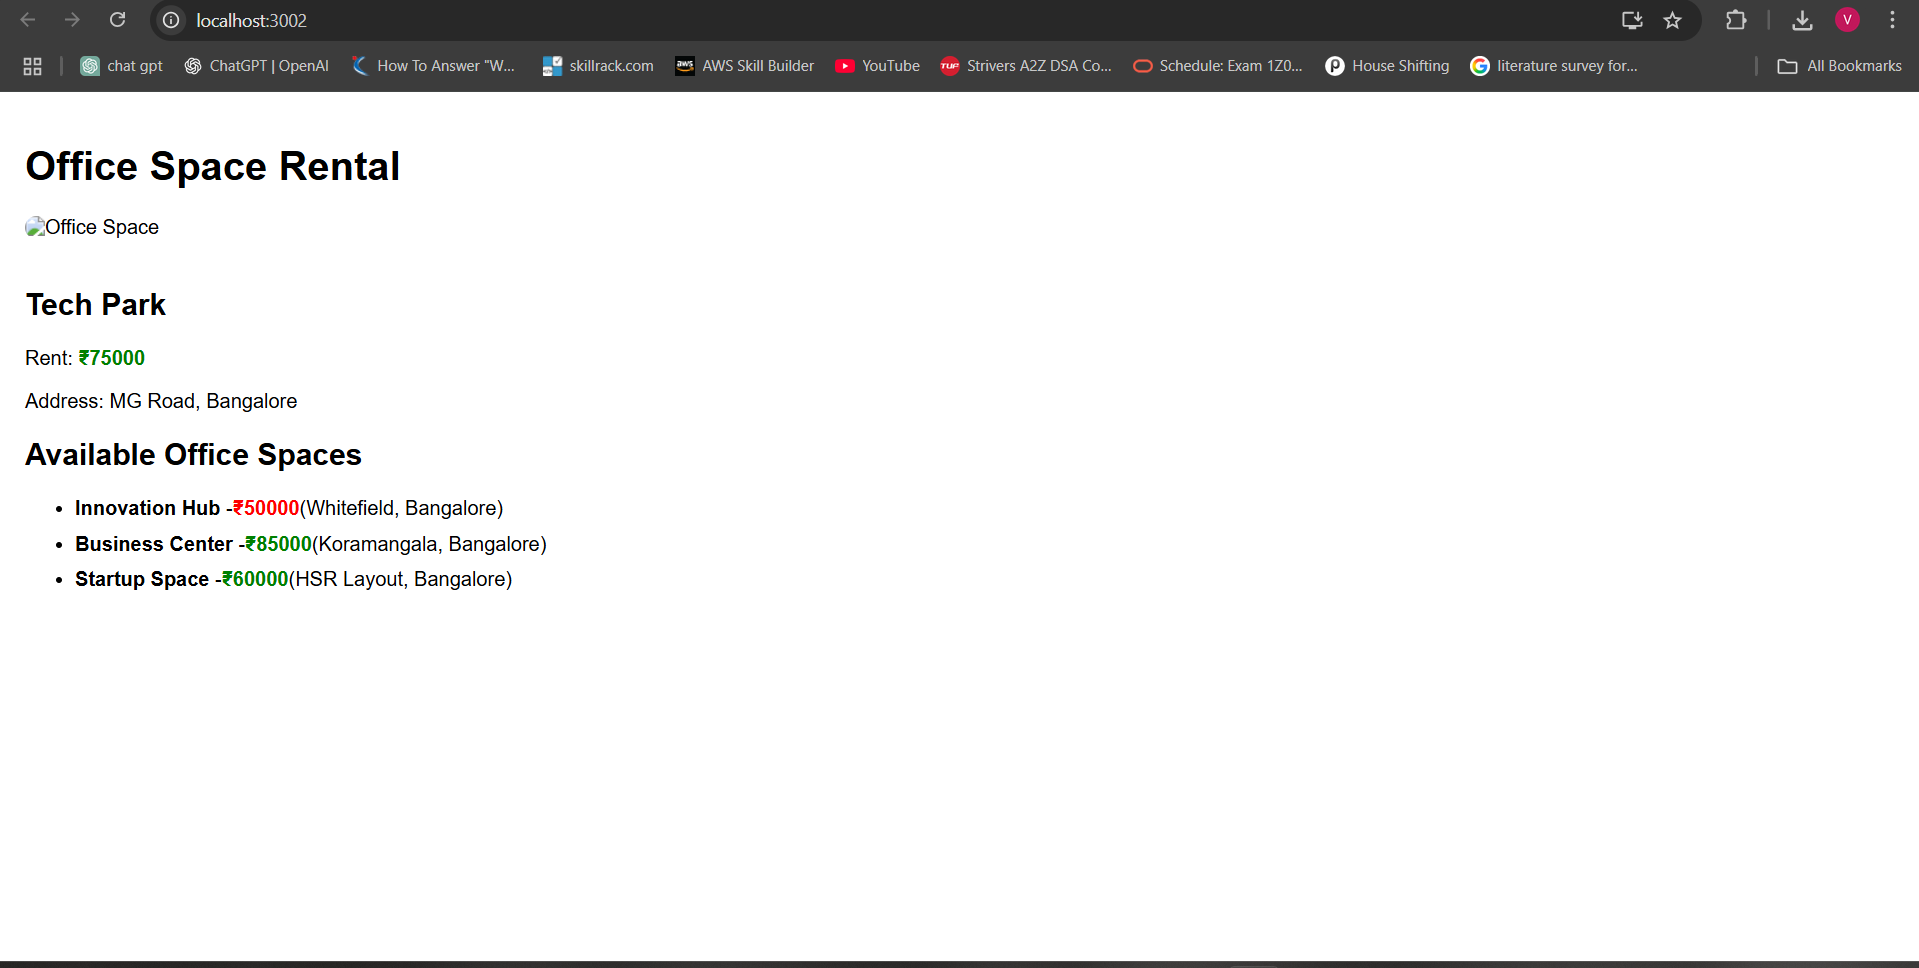 localhost:3002
V
chat gpt
ChatGPT | OpenAI
How To Answer "W...
skillrack.com
aws
AWS Skill Builder
YouTube
TUF
Strivers A2Z DSA Co...
Schedule: Exam 1Z0...
House Shifting
literature survey for...
All Bookmarks
Office Space Rental
Office Space
Tech Park
Rent: ₹75000
Address: MG Road, Bangalore
Available Office Spaces
• Innovation Hub -₹50000(Whitefield, Bangalore)
• Business Center -₹85000(Koramangala, Bangalore)
• Startup Space -₹60000(HSR Layout, Bangalore)